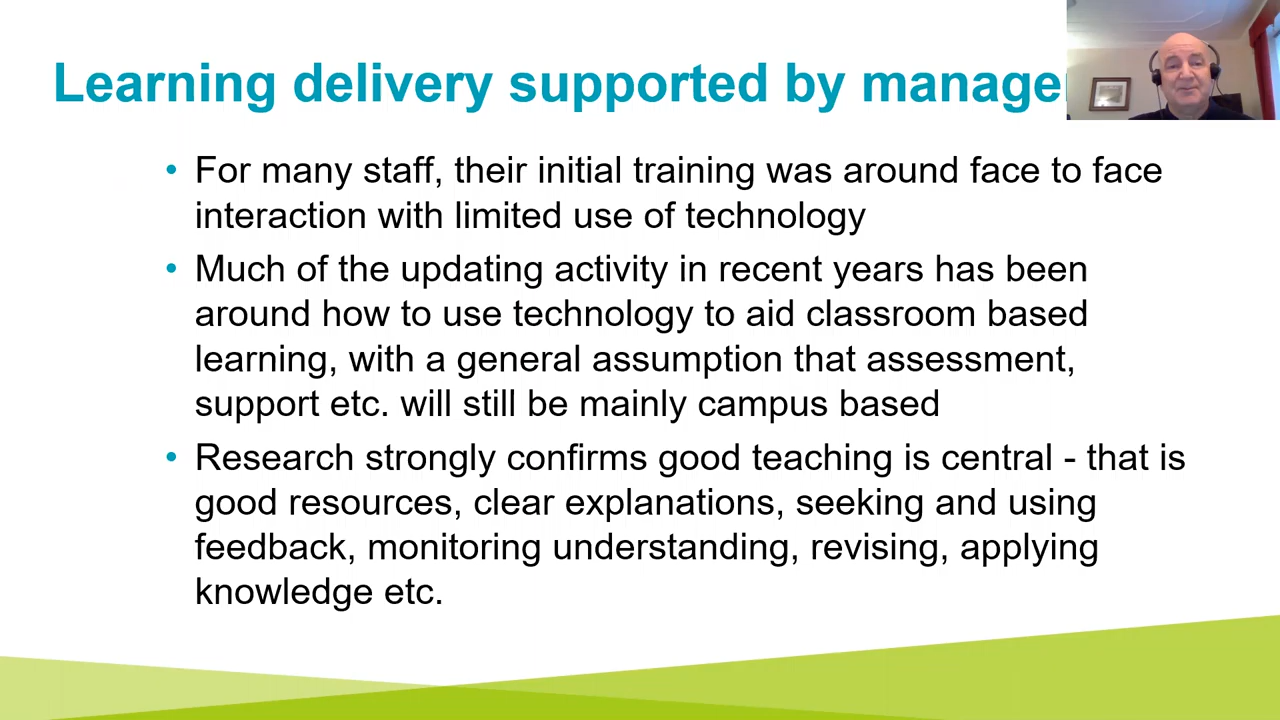 Learning delivery supported by
• For many staff, their initial training was around face to face
interaction with limited use of technology
• Much of the updating activity in recent years has been
around how to use technology to aid classroom based
learning, with a general assumption that assessment,
support etc. will still be mainly campus based
• Research strongly confirms good teaching is central - that is
good resources, clear explanations, seeking and using
feedback, monitoring understanding, revising, applying
knowledge etc.